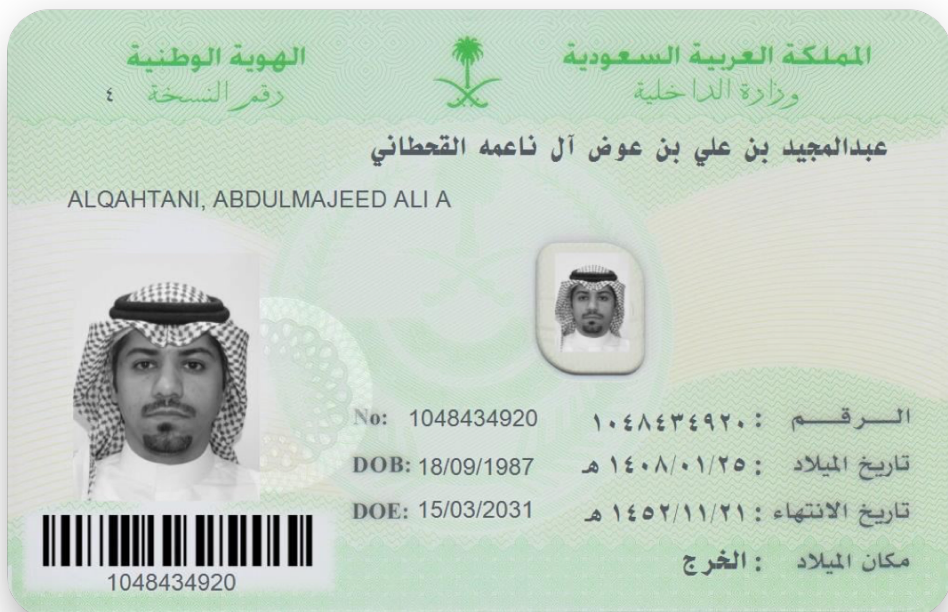 المملكة العربية السعودية
وزارة الداخلية
الهوية الوطنية
رقم النسخة ٤
عبدالمجيد بن علي بن عوض آل ناعمه القحطاني
ALQAHTANI, ABDULMAJEED ALI A
الـرقـم : ١٠٤٨٤٣٤٩٢٠ No: 1048434920
تاريخ الميلاد : ١٤٠٨/٠١/٢٥ هـ DOB: 18/09/1987
تاريخ الانتهاء : ١٤٥٢/١١/٢١ هـ DOE: 15/03/2031
مكان الميلاد : الخرج
1048434920